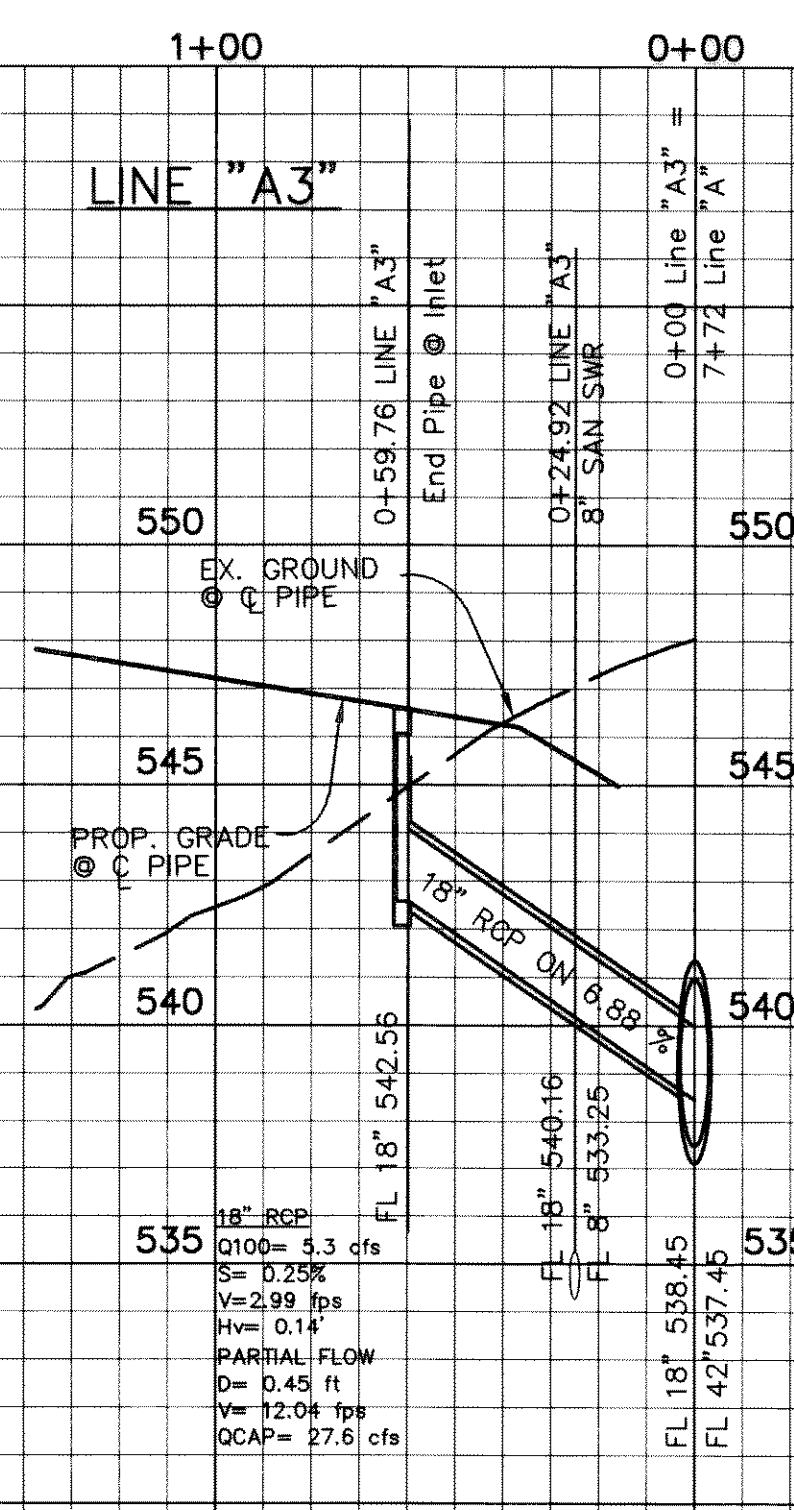 1+00
0+00
LINE "A3"
0+59.76 LINE "A3"
End Pipe @ Inlet
0+24.92 LINE "A3"
8" SAN SWR
0+00 Line "A3" =
7+72 Line "A"
550
550
EX. GROUND
@ ℄ PIPE
545
545
PROP. GRADE
@ ℄ PIPE
18" RCP ON 6.88 %
540
540
FL 18" 542.56
FL 18" 540.16
FL 8" 533.25
535
535
FL 18" 538.45
FL 42" 537.45
18" RCP
Q100= 5.3 cfs
S= 0.25%
V=2.99 fps
Hv= 0.14'
PARTIAL FLOW
D= 0.45 ft
V= 12.04 fps
QCAP= 27.6 cfs